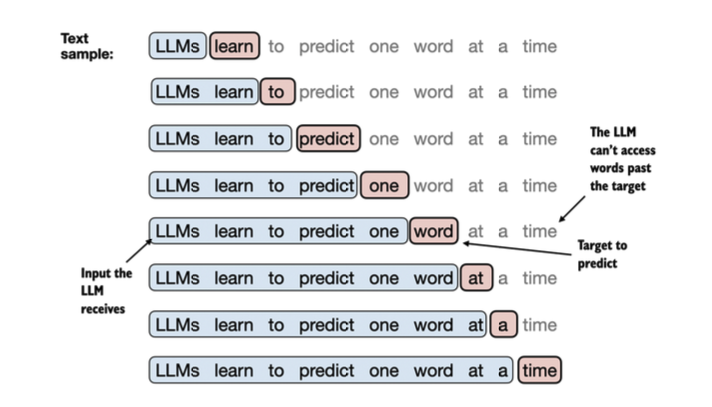 Text
sample:
LLMs learn to predict one word at a time
LLMs learn to predict one word at a time
LLMs learn to predict one word at a time
The LLM
can't access
words past
the target
LLMs learn to predict one word at a time
LLMs learn to predict one word at a time
Target to
predict
Input the
LLM
receives
LLMs learn to predict one word at a time
LLMs learn to predict one word at a time
LLMs learn to predict one word at a time